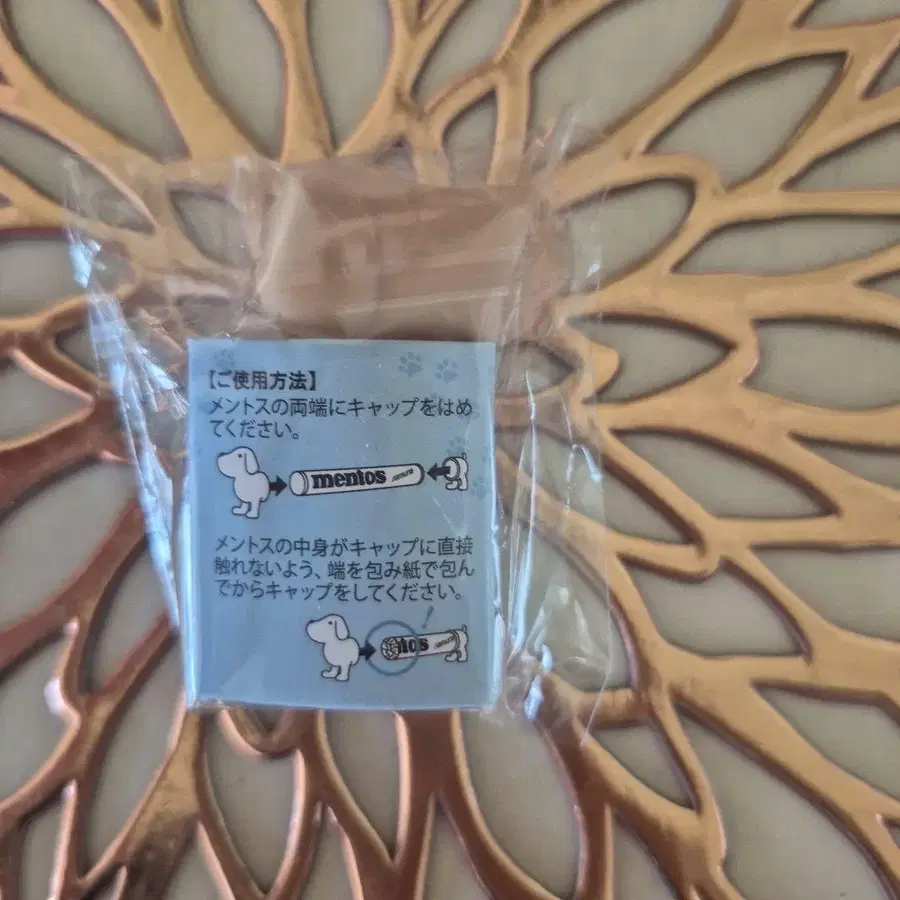 【ご使用方法】
メントスの両端にキャップをはめ
てください。
mentos
メントスの中身がキャップに直接
触れないよう、端を包み紙で包ん
でからキャップをしてください。
!
ntos